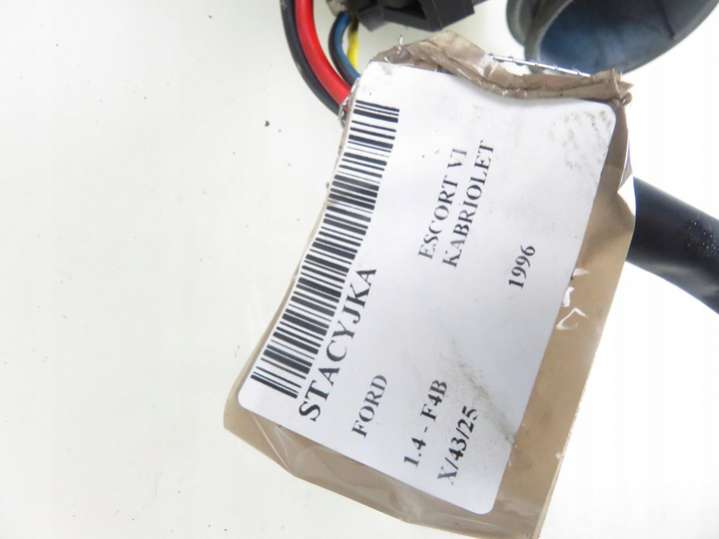 STACYJKA
FORD
ESCORT VI
KABRIOLET
1.4 - F4B
1996
X/43/25